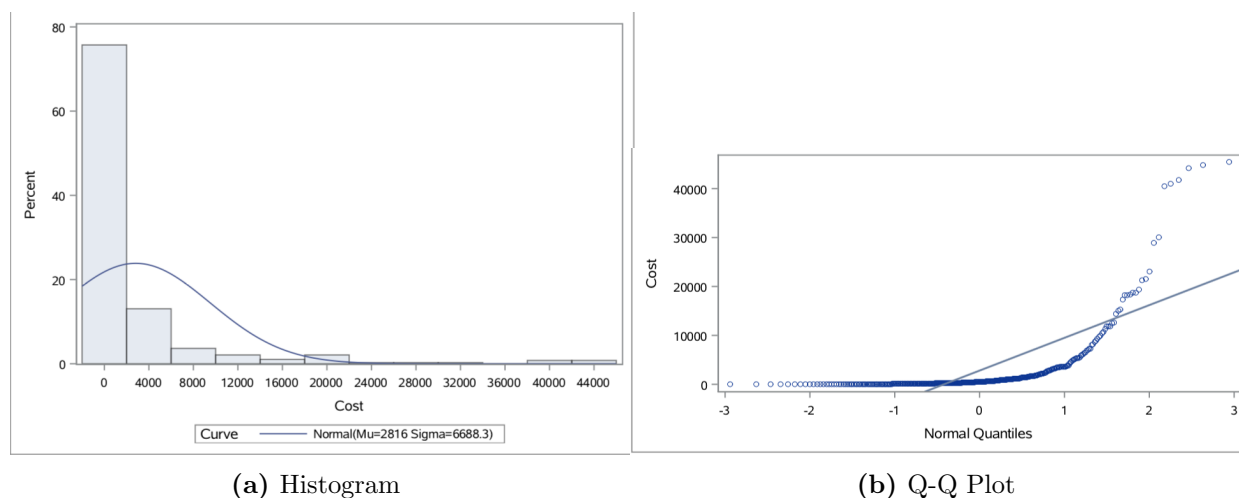 80
60
40
20
0
Percent
0 4000 8000 12000 16000 20000 24000 28000 32000 36000 40000 44000
Cost
Curve Normal(Mu=2816 Sigma=6688.3)
(a) Histogram
40000
30000
20000
10000
0
Cost
-3 -2 -1 0 1 2 3
Normal Quantiles
(b) Q-Q Plot